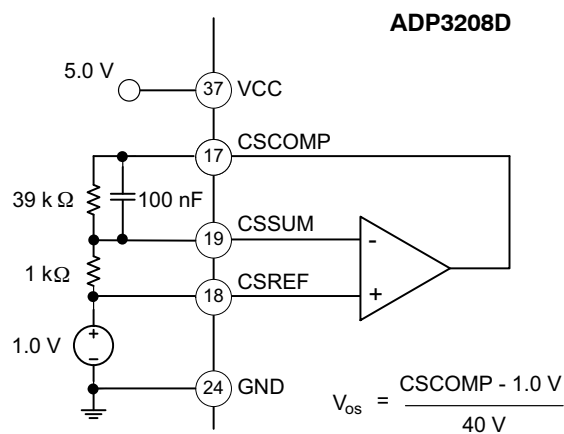 ADP3208D
5.0 V
37 VCC
CSCOMP
17
39 k Ω
100 nF
CSSUM
19
-
1 kΩ
CSREF
18
+
+
1.0 V
-
24 GND
V_os = CSCOMP - 1.0 V
40 V